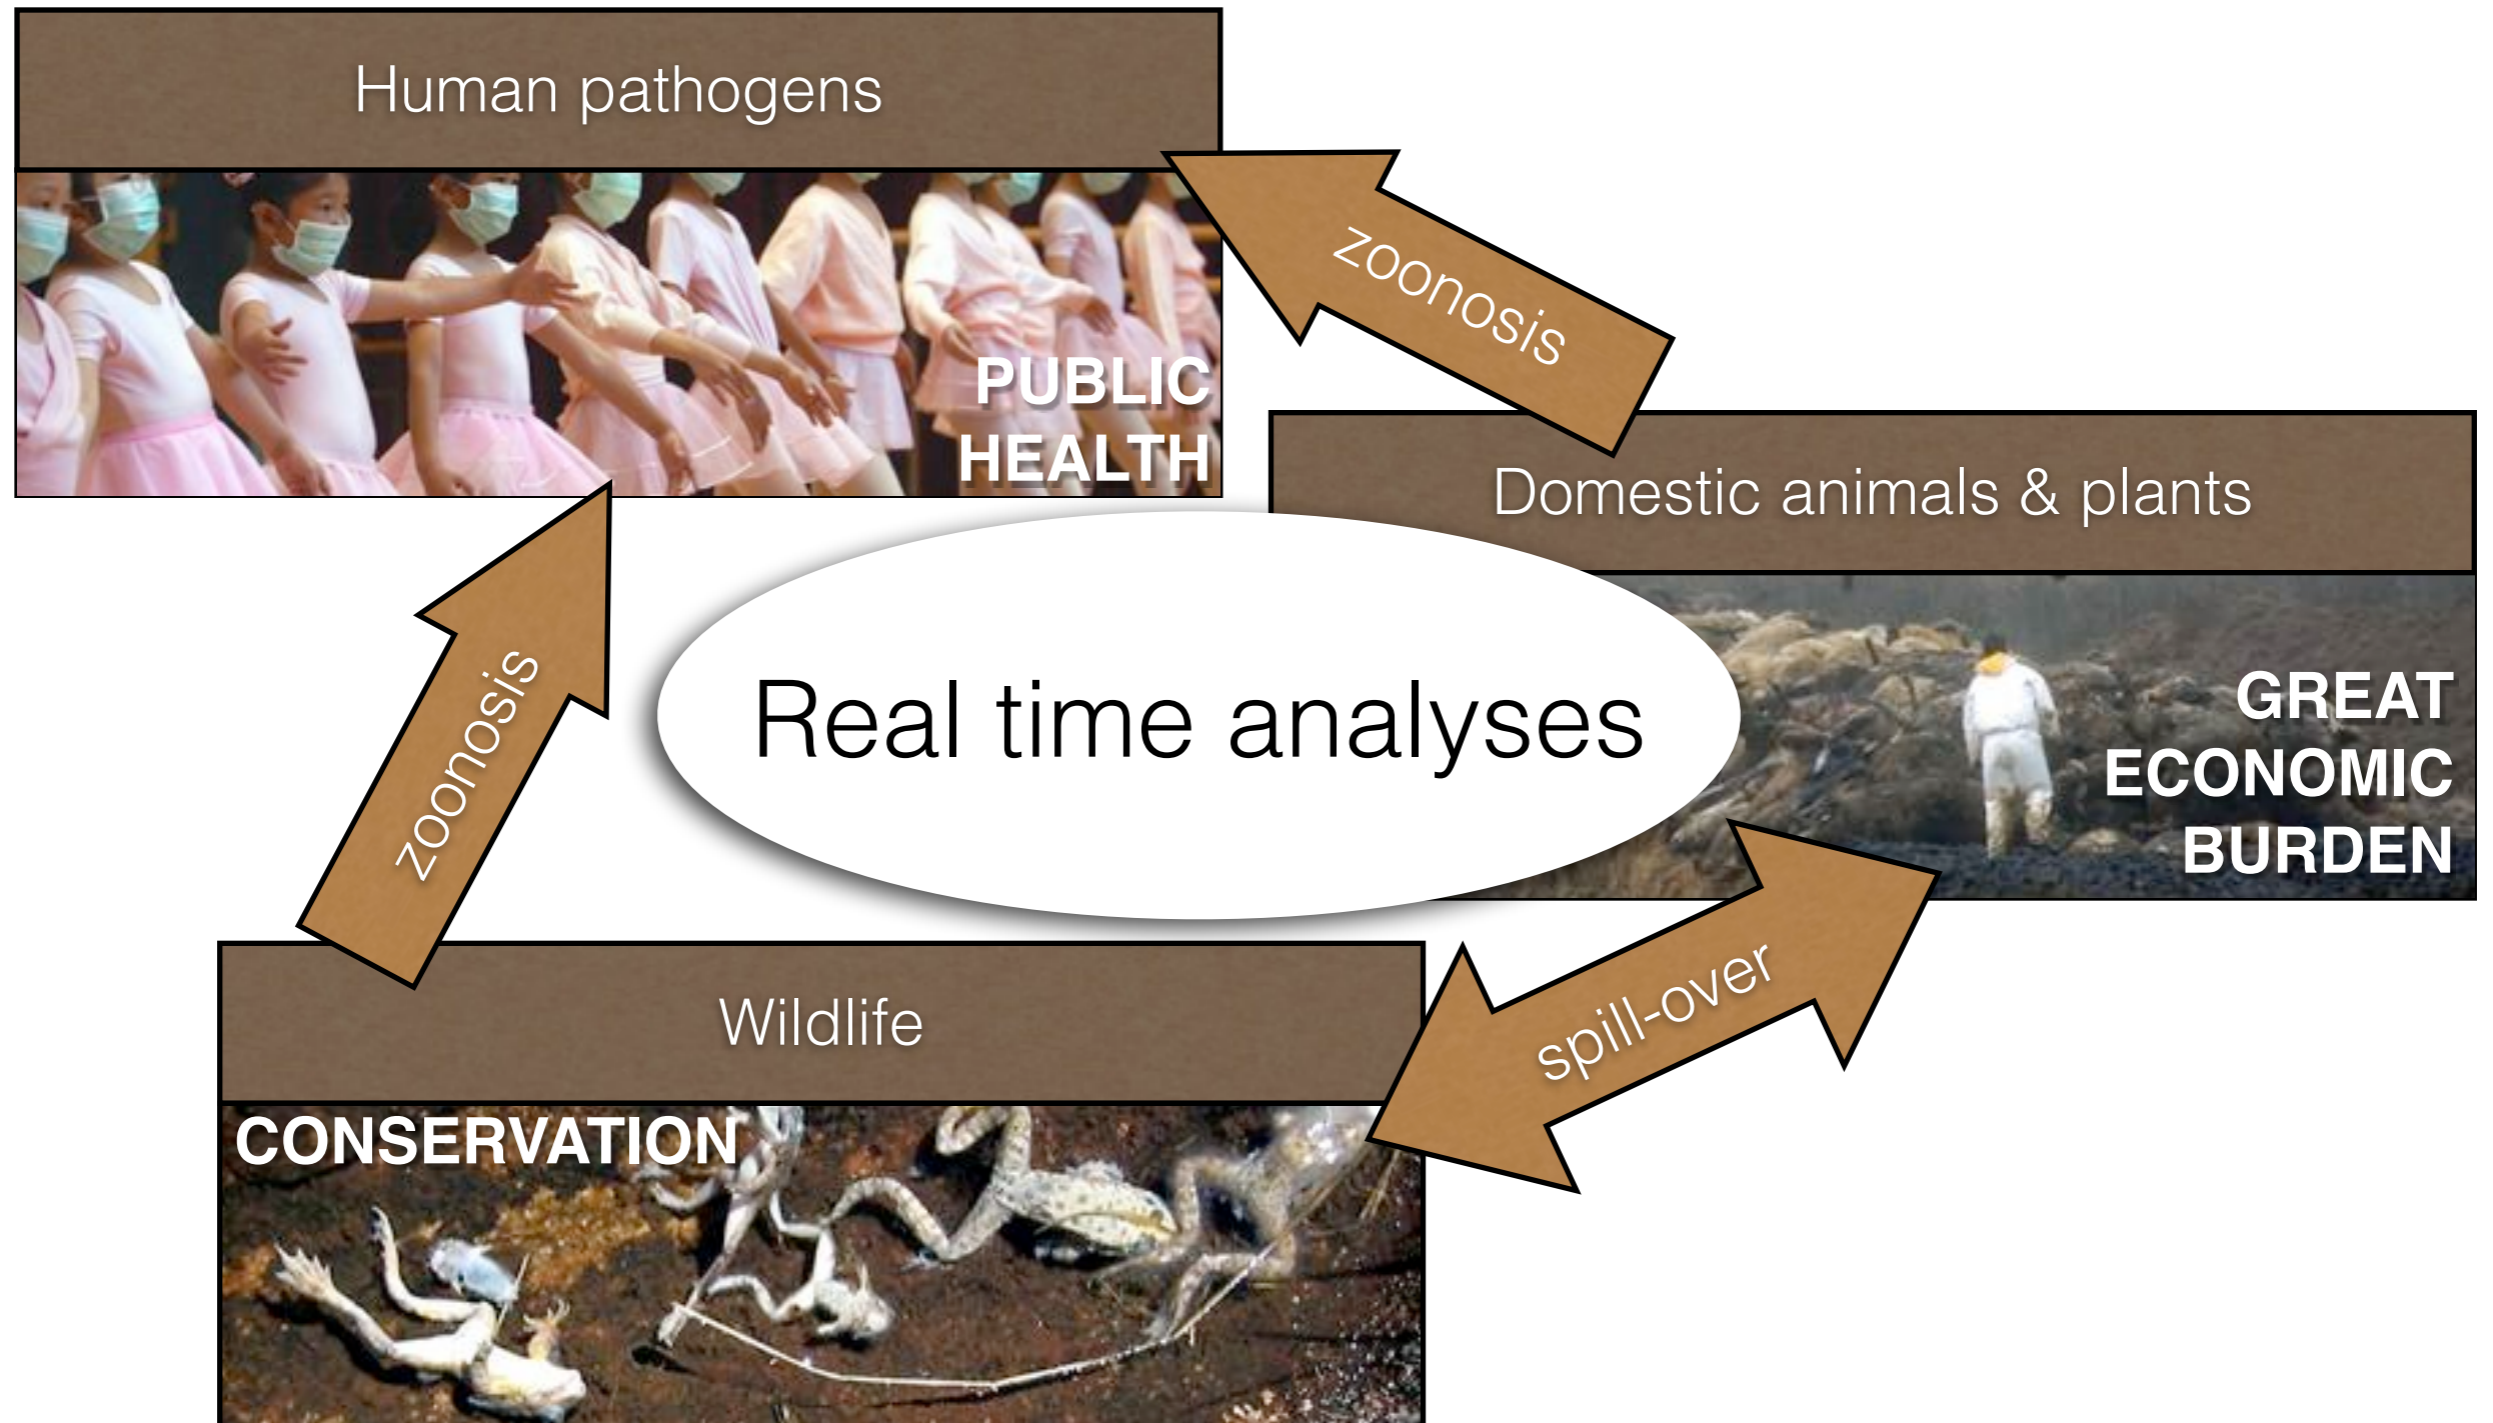 Human pathogens
PUBLIC
HEALTH
zoonosis
Domestic animals & plants
GREAT
ECONOMIC
BURDEN
Real time analyses
zoonosis
spill-over
Wildlife
CONSERVATION